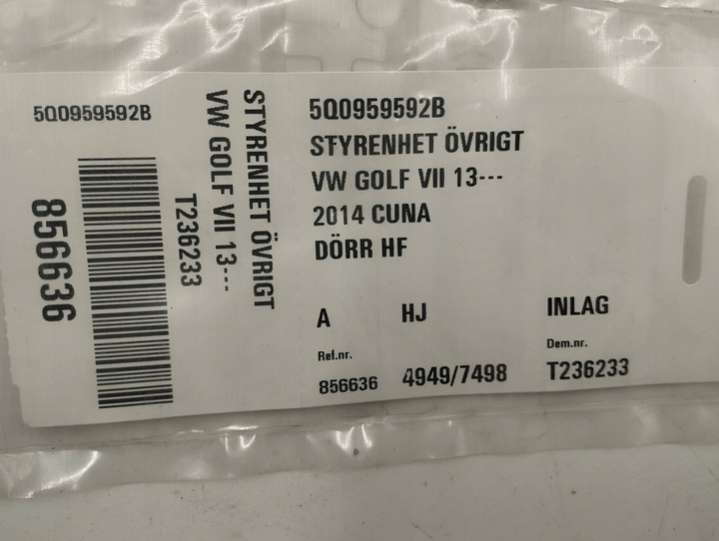 5Q0959592B
856636
STYRENHET ÖVRIGT
VW GOLF VII 13---
T236233
5Q0959592B
STYRENHET ÖVRIGT
VW GOLF VII 13---
2014 CUNA
DÖRR HF
A HJ INLAG
Ref.nr. Dem.nr.
856636 4949/7498 T236233